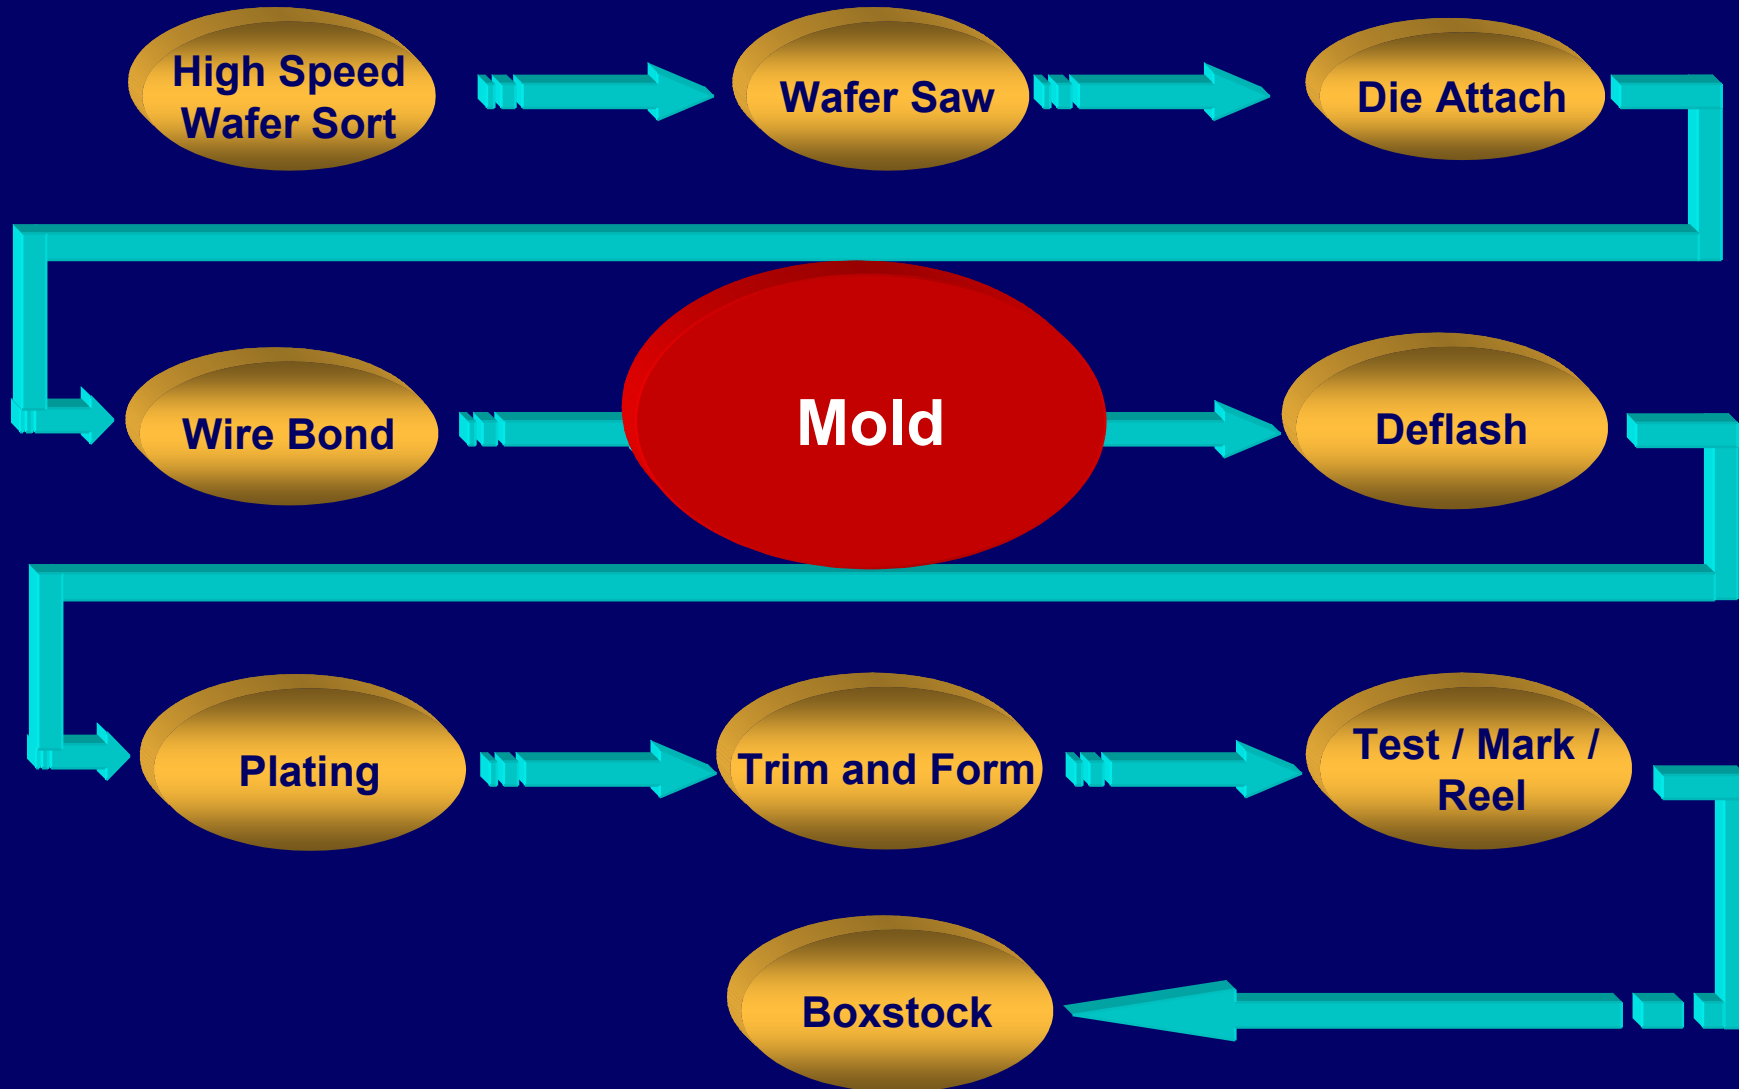 High Speed
Wafer Sort
Wafer Saw
Die Attach
Wire Bond
Mold
Deflash
Plating
Trim and Form
Test / Mark /
Reel
Boxstock